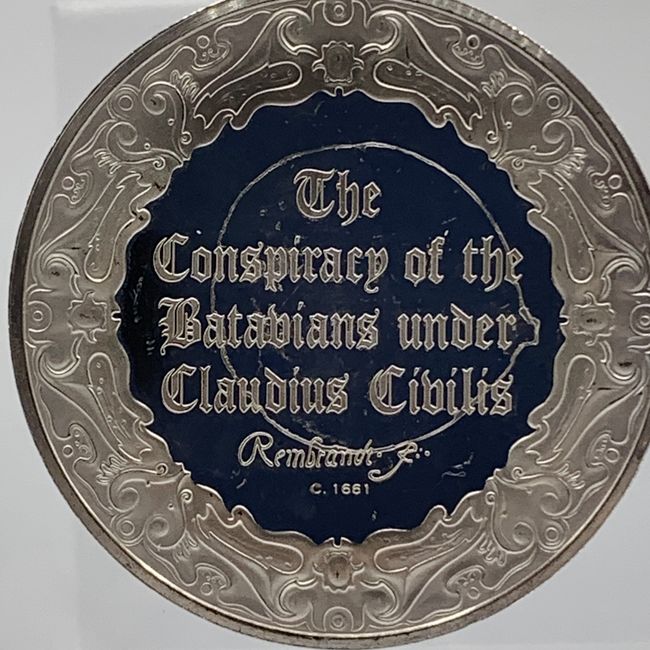 The
Conspiracy of the
Batavians under
Claudius Civilis
Rembrandt f.
C. 1661